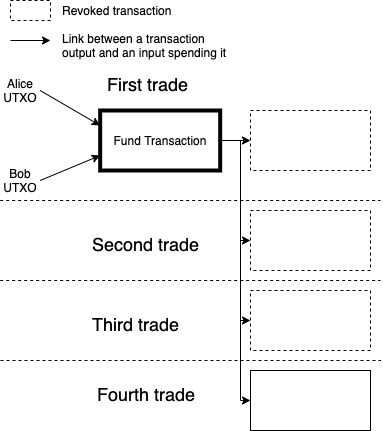 Revoked transaction
Link between a transaction
output and an input spending it
Alice
UTXO
First trade
Fund Transaction
Bob
UTXO
Second trade
Third trade
Fourth trade